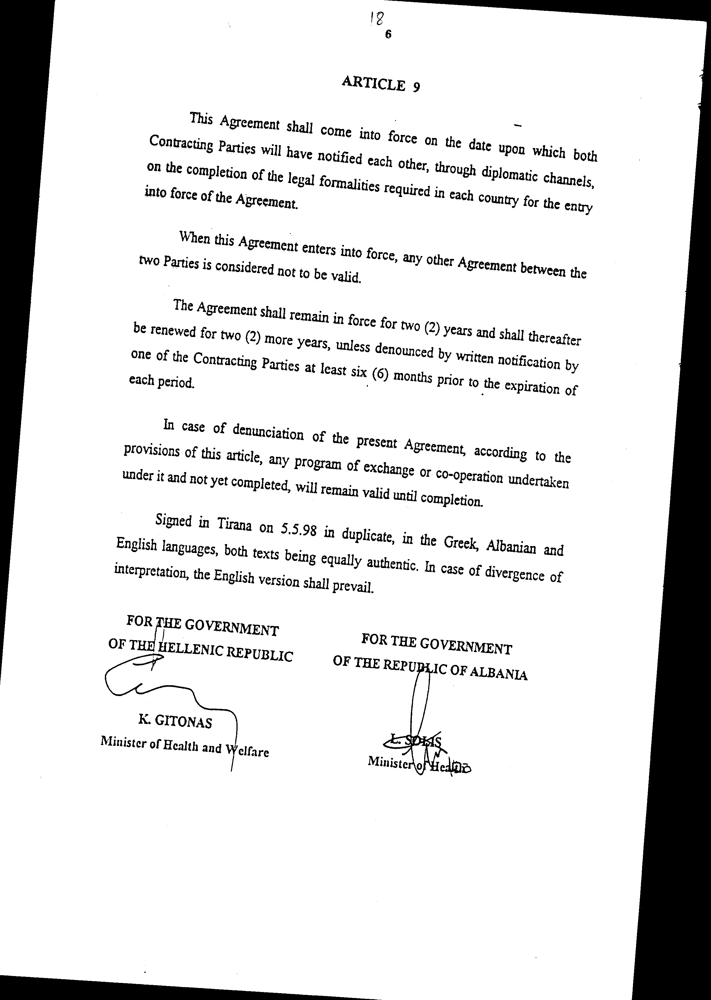 18
6
ARTICLE 9
This Agreement shall come into force on the date upon which both
Contracting Parties will have notified each other, through diplomatic channels,
on the completion of the legal formalities required in each country for the entry
into force of the Agreement.
When this Agreement enters into force, any other Agreement between the
two Parties is considered not to be valid.
The Agreement shall remain in force for two (2) years and shall thereafter
be renewed for two (2) more years, unless denounced by written notification by
one of the Contracting Parties at least six (6) months prior to the expiration of
each period.
In case of denunciation of the present Agreement, according to the
provisions of this article, any program of exchange or co-operation undertaken
under it and not yet completed, will remain valid until completion.
Signed in Tirana on 5.5.98 in duplicate, in the Greek, Albanian and
English languages, both texts being equally authentic. In case of divergence of
interpretation, the English version shall prevail.
FOR THE GOVERNMENT
OF THE HELLENIC REPUBLIC
K. GITONAS
Minister of Health and Welfare
FOR THE GOVERNMENT
OF THE REPUBLIC OF ALBANIA
L. SOLIS
Minister of Health